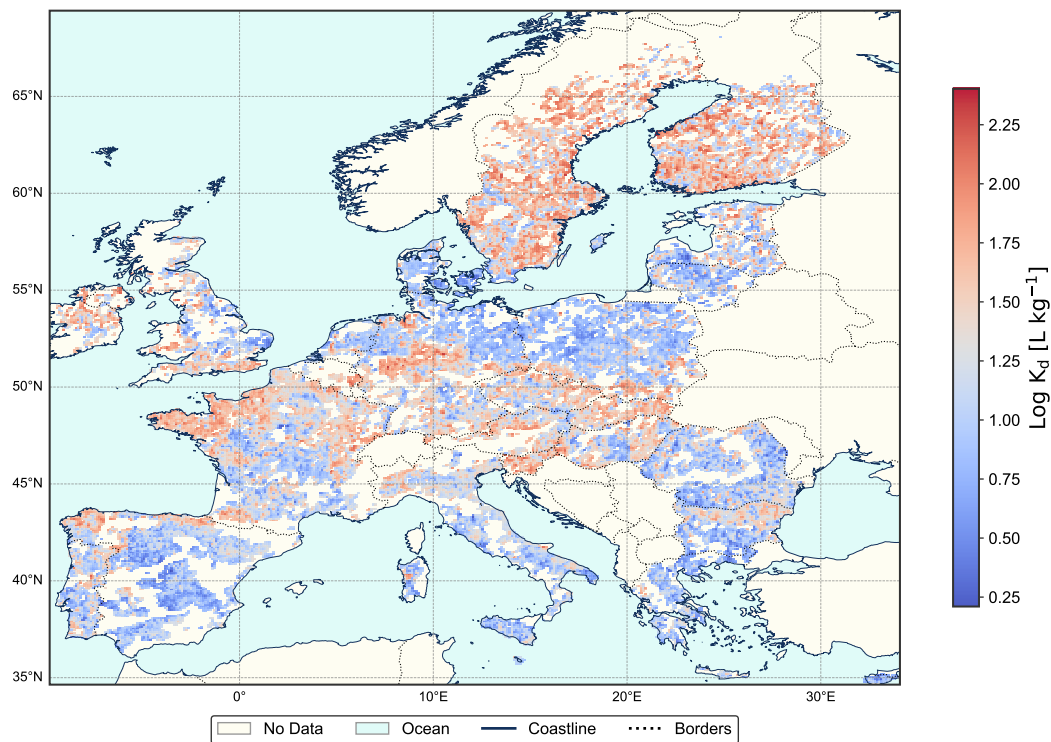 65°N
60°N
55°N
50°N
45°N
40°N
35°N
0°
10°E
20°E
30°E
2.25
2.00
1.75
1.50
1.25
1.00
0.75
0.50
0.25
Log K_d [L kg⁻¹]
No Data
Ocean
Coastline
Borders